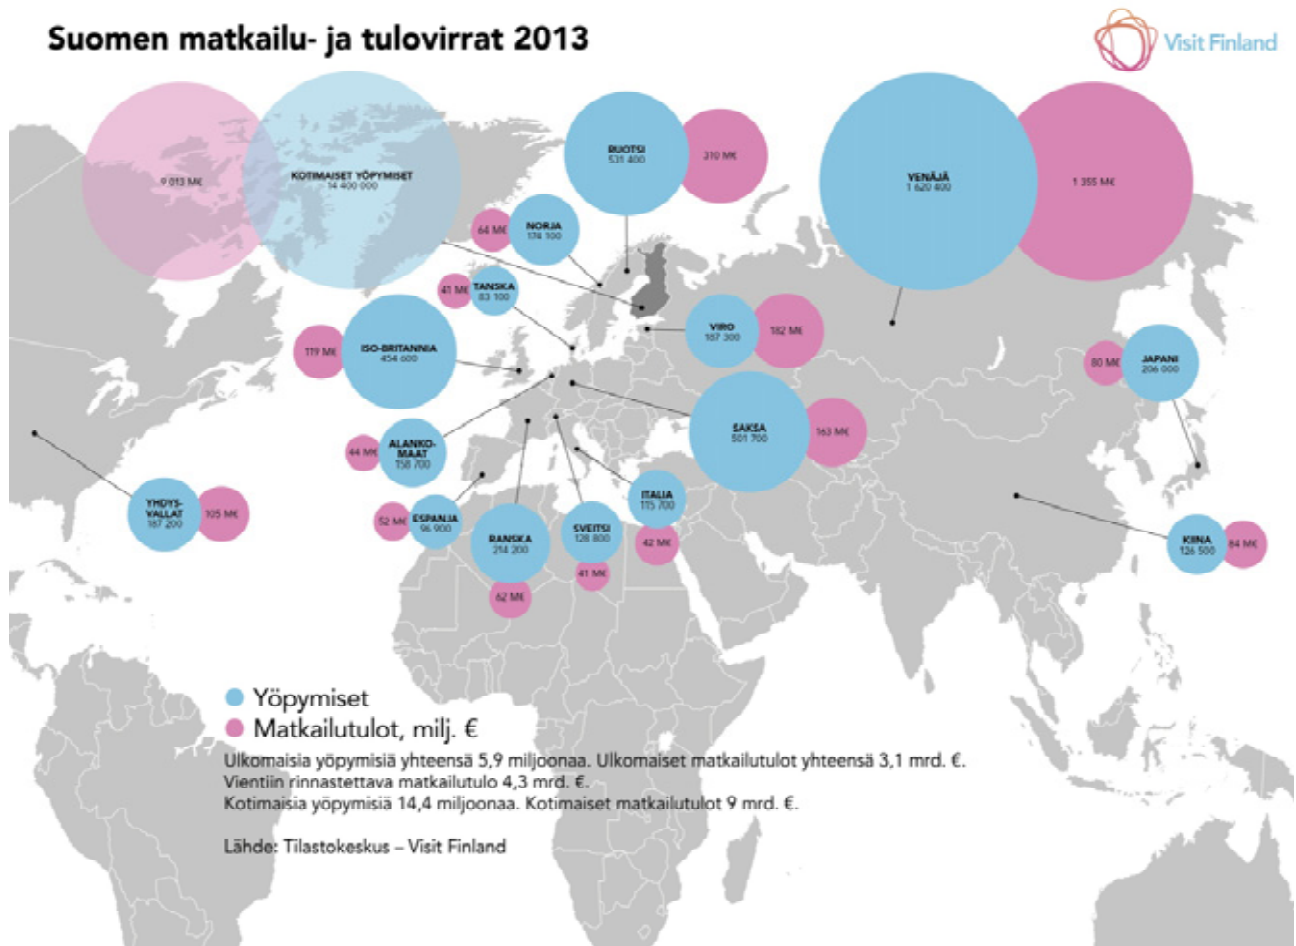 Suomen matkailu- ja tulovirrat 2013
Visit Finland
9 013 M€
KOTIMAISET YÖPYMISET
14 400 000
RUOTSI
531 400
310 M€
VENÄJÄ
1 620 400
1 355 M€
64 M€
NORJA
174 100
41 M€
TANSKA
83 100
119 M€
ISO-BRITANNIA
454 600
VIRO
187 300
182 M€
80 M€
JAPANI
206 000
44 M€
ALANKO-
MAAT
158 700
SAKSA
501 700
163 M€
YHDYS-
VALLAT
187 200
105 M€
52 M€
ESPANJA
96 900
RANSKA
214 200
62 M€
SVEITSI
128 800
41 M€
ITALIA
115 700
42 M€
KIINA
126 500
84 M€
Yöpymiset
Matkailutulot, milj. €
Ulkomaisia yöpymisiä yhteensä 5,9 miljoonaa. Ulkomaiset matkailutulot yhteensä 3,1 mrd. €.
Vientiin rinnastettava matkailutulo 4,3 mrd. €.
Kotimaisia yöpymisiä 14,4 miljoonaa. Kotimaiset matkailutulot 9 mrd. €.
Lähde: Tilastokeskus – Visit Finland